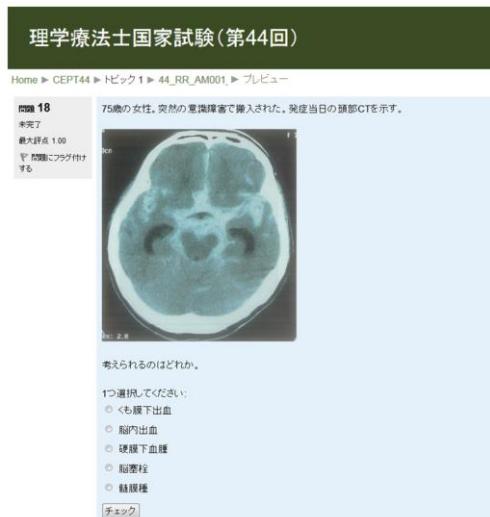 理学療法士国家試験(第44回)
Home ▶ CEPT44 ▶ トピック 1 ▶ 44_RR_AM001_ ▶ プレビュー
問題 18
未完了
最大評点 1.00
問題にフラグ付け
する
75歳の女性。突然の意識障害で搬入された。発症当日の頭部CTを示す。
考えられるのはどれか。
1つ選択してください:
くも膜下出血
脳内出血
硬膜下血腫
脳塞栓
髄膜腫
チェック